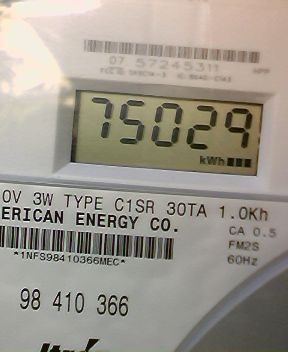 07 57245311
75029
kWh
0V 3W TYPE C1SR 30TA 1.0Kh
ERICAN ENERGY CO.
CA 0.5
FM2S
60Hz
*1NFS98410366MEC*
98 410 366